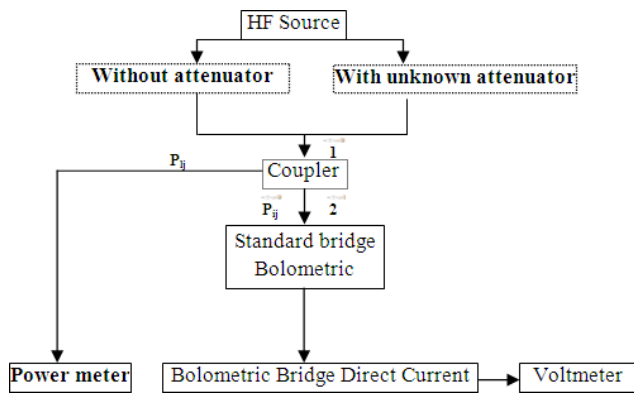 HF Source
Without attenuator
With unknown attenuator
1
P1j
Coupler
Pij
2
Standard bridge
Bolometric
Power meter
Bolometric Bridge Direct Current
Voltmeter